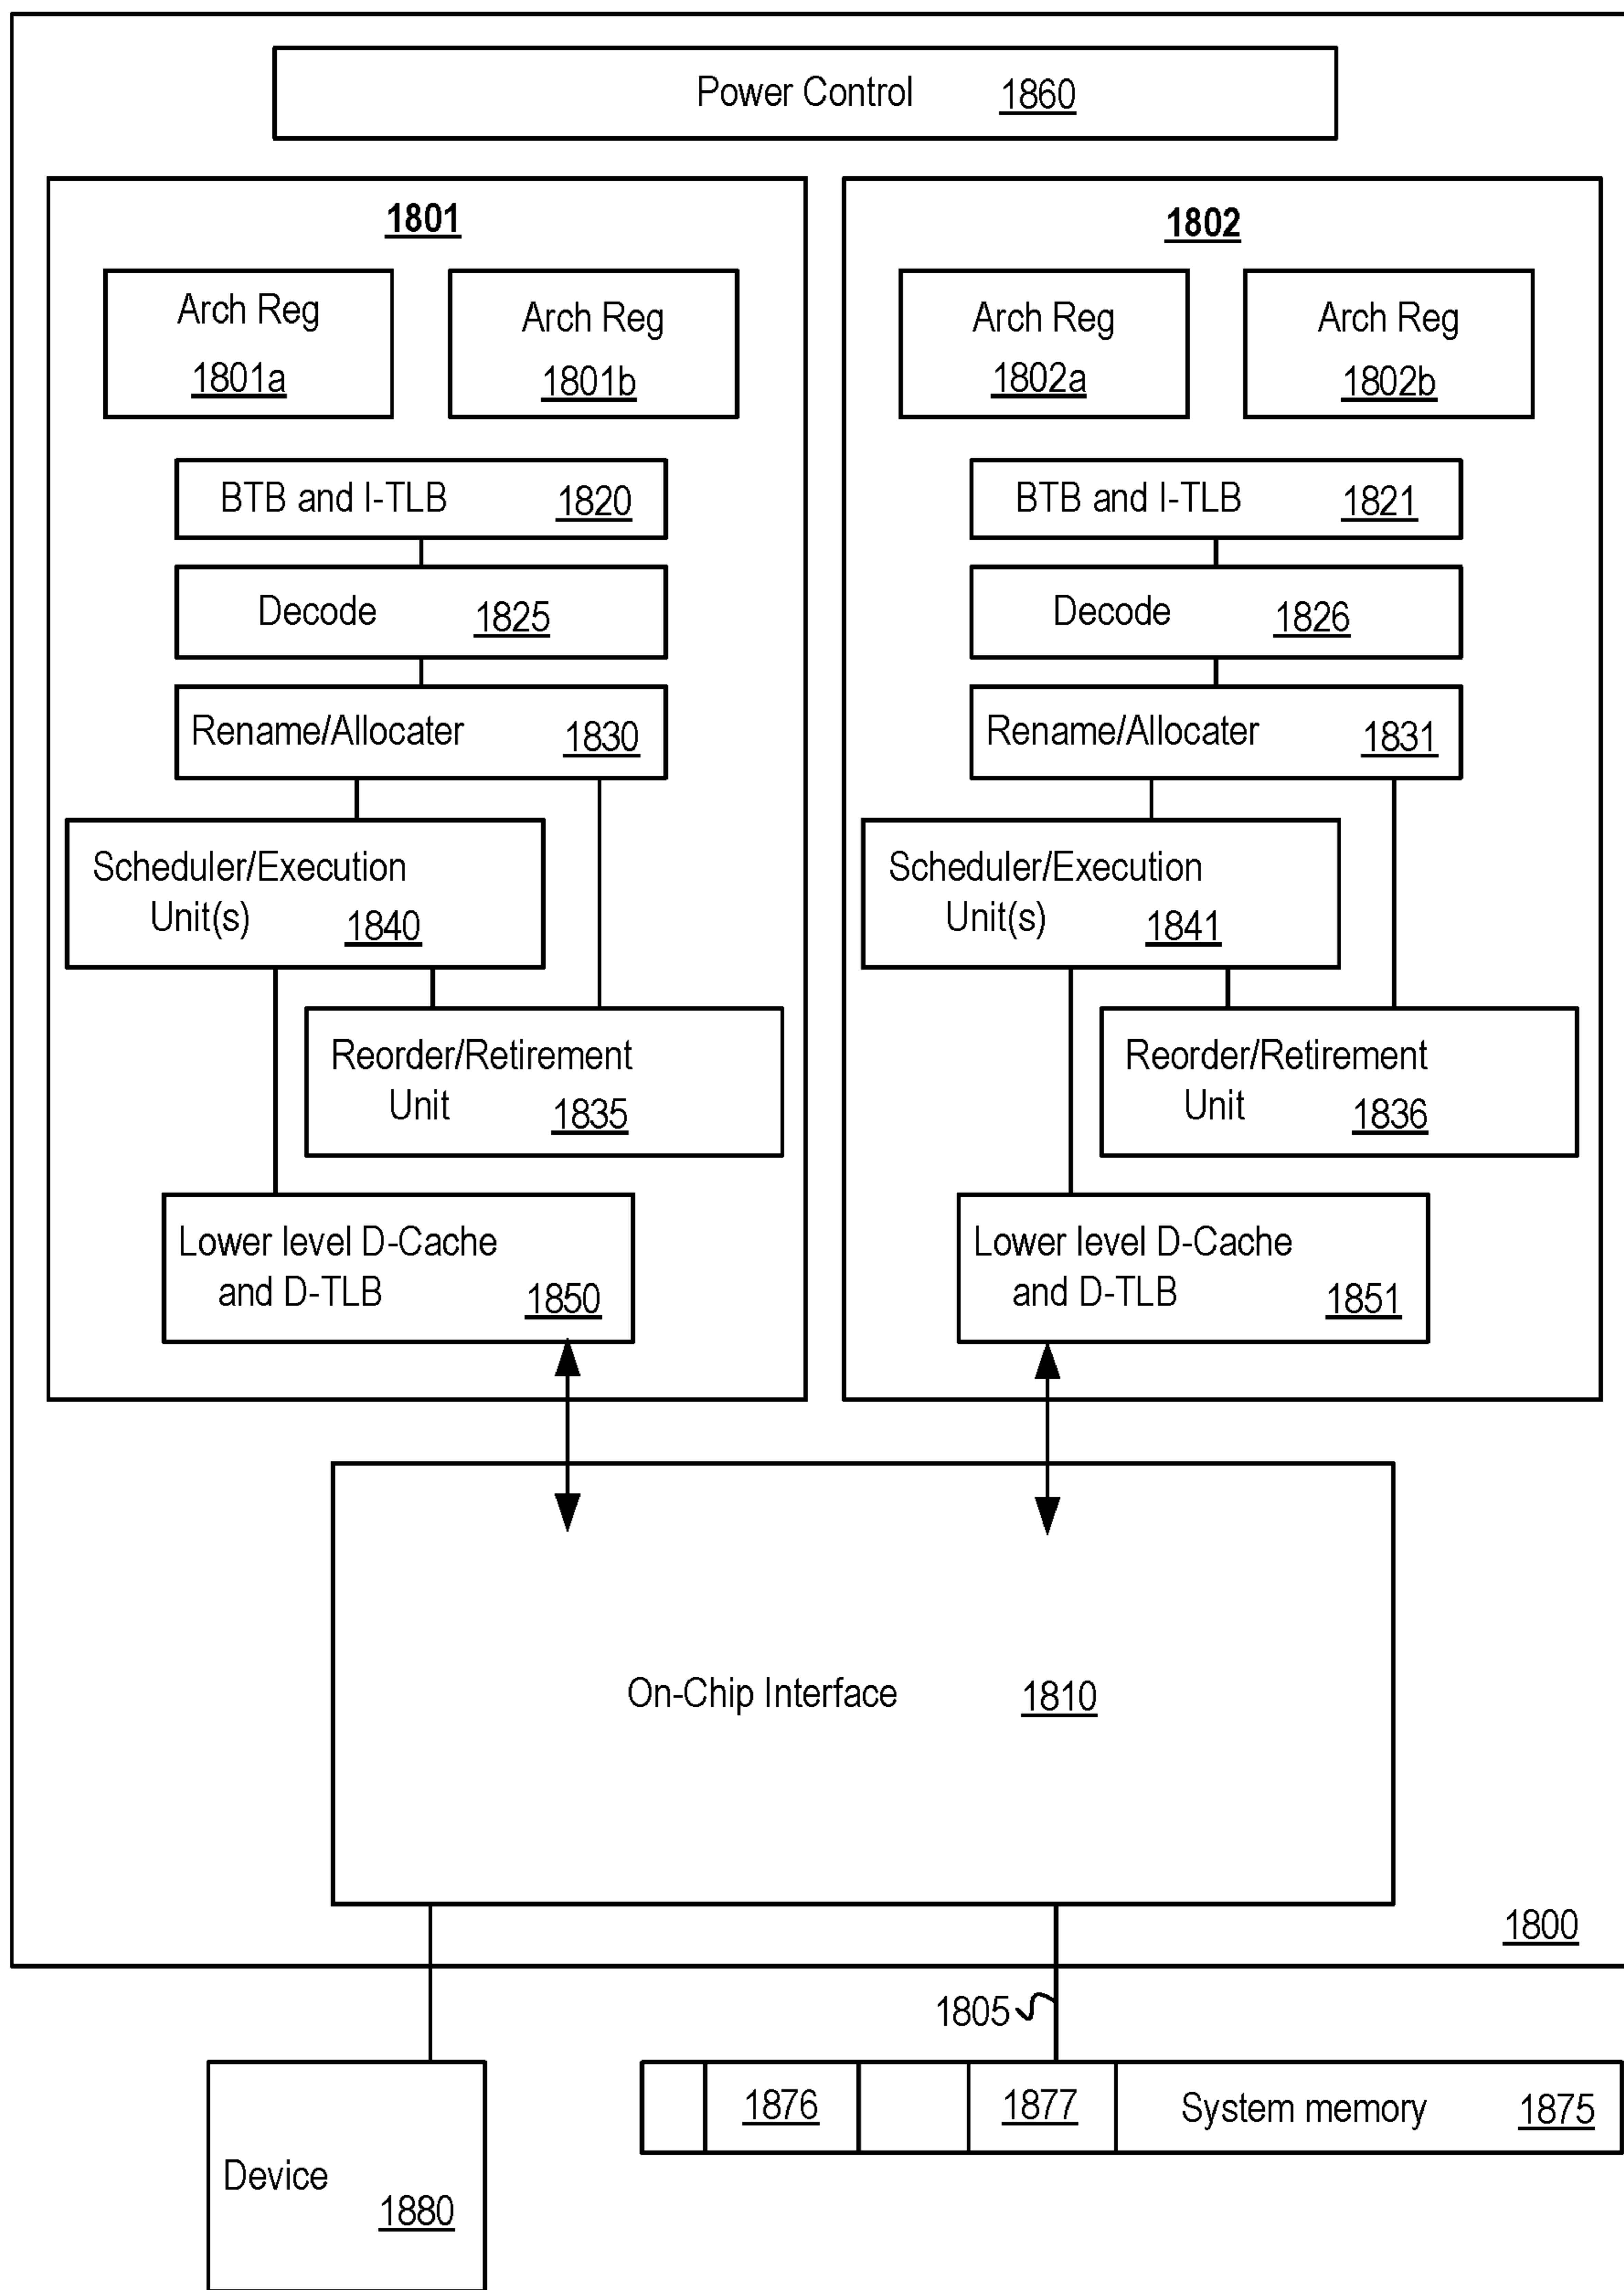 Power Control 1860
1801
Arch Reg
1801a
Arch Reg
1801b
BTB and I-TLB 1820
Decode 1825
Rename/Allocater 1830
Scheduler/Execution
Unit(s) 1840
Reorder/Retirement
Unit 1835
Lower level D-Cache
and D-TLB 1850
1802
Arch Reg
1802a
Arch Reg
1802b
BTB and I-TLB 1821
Decode 1826
Rename/Allocater 1831
Scheduler/Execution
Unit(s) 1841
Reorder/Retirement
Unit 1836
Lower level D-Cache
and D-TLB 1851
On-Chip Interface 1810
1800
1805
1876 1877 System memory 1875
Device 1880